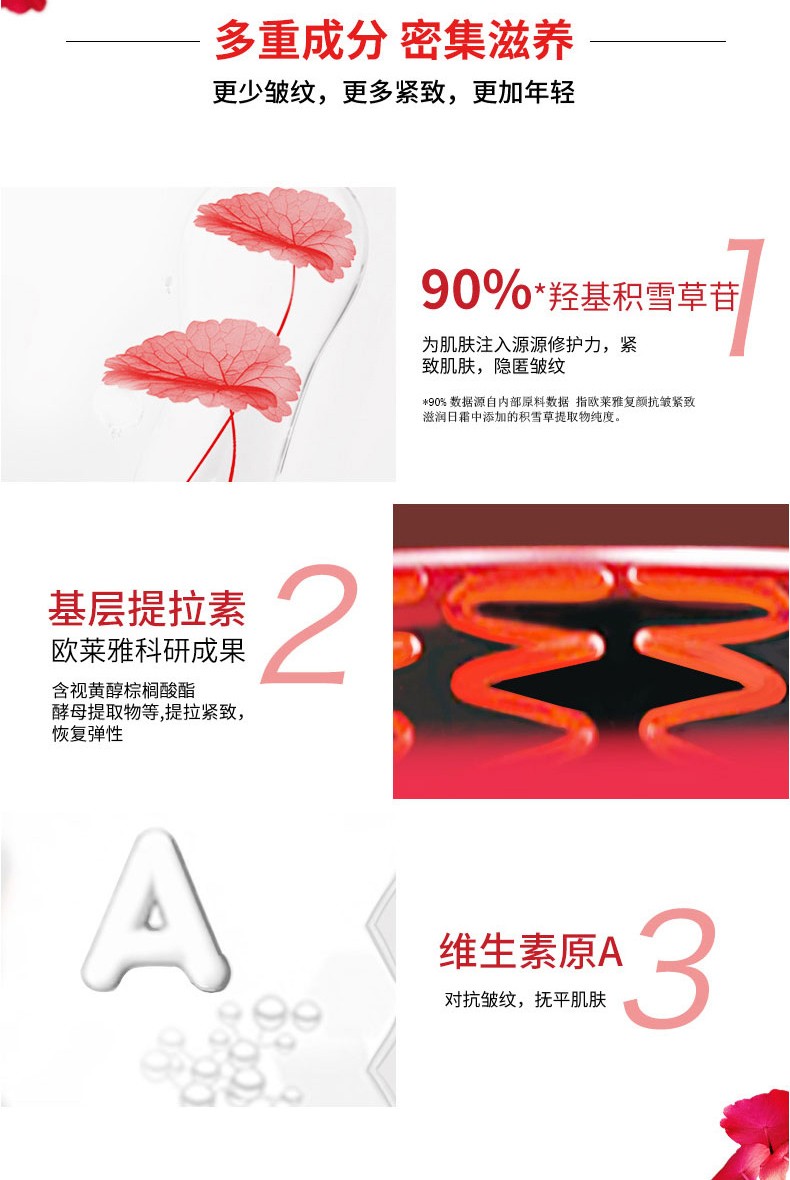 多重成分 密集滋养
更少皱纹，更多紧致，更加年轻
1
90%*羟基积雪草苷
为肌肤注入源源修护力，紧
致肌肤，隐匿皱纹
*90% 数据源自内部原料数据 指欧莱雅复颜抗皱紧致
滋润日霜中添加的积雪草提取物纯度。
2
基层提拉素
欧莱雅科研成果
含视黄醇棕榈酸酯
酵母提取物等,提拉紧致，
恢复弹性
A
3
维生素原A
对抗皱纹，抚平肌肤